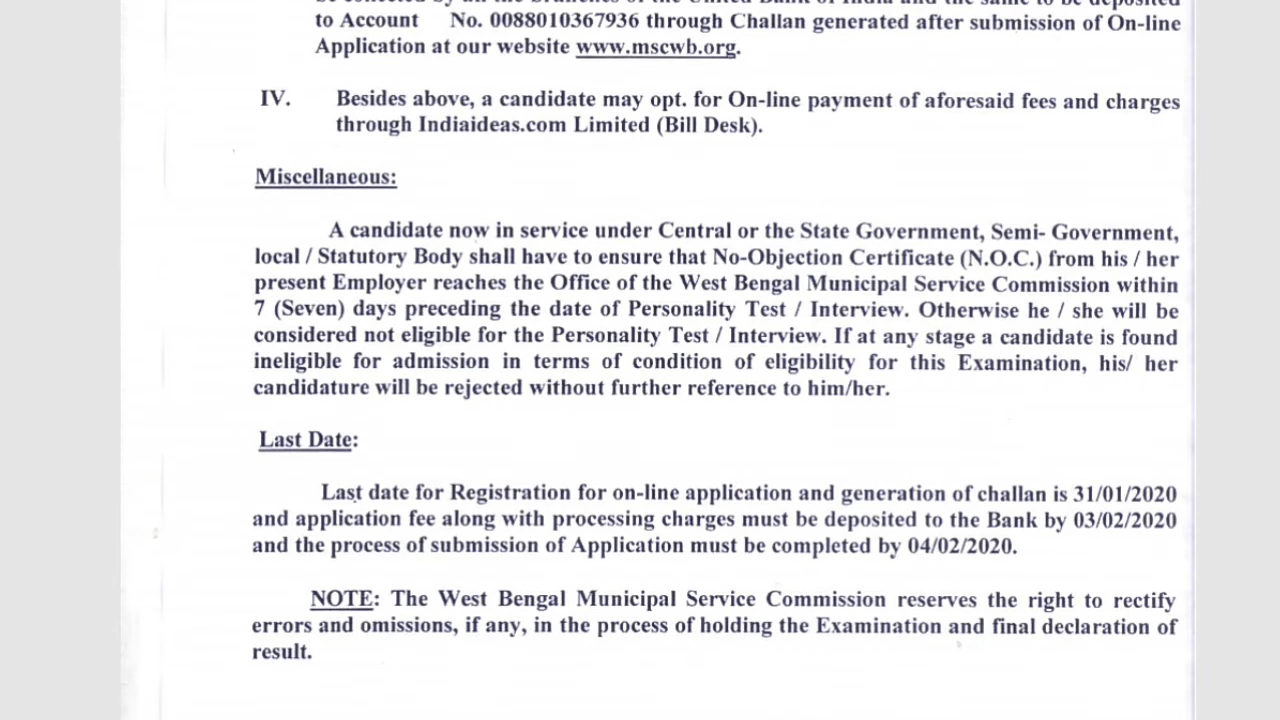 to Account No. 0088010367936 through Challan generated after submission of On-line
Application at our website www.mscwb.org.
IV. Besides above, a candidate may opt. for On-line payment of aforesaid fees and charges
through Indiaideas.com Limited (Bill Desk).
Miscellaneous:
A candidate now in service under Central or the State Government, Semi- Government,
local / Statutory Body shall have to ensure that No-Objection Certificate (N.O.C.) from his / her
present Employer reaches the Office of the West Bengal Municipal Service Commission within
7 (Seven) days preceding the date of Personality Test / Interview. Otherwise he / she will be
considered not eligible for the Personality Test / Interview. If at any stage a candidate is found
ineligible for admission in terms of condition of eligibility for this Examination, his/ her
candidature will be rejected without further reference to him/her.
Last Date:
Last date for Registration for on-line application and generation of challan is 31/01/2020
and application fee along with processing charges must be deposited to the Bank by 03/02/2020
and the process of submission of Application must be completed by 04/02/2020.
NOTE: The West Bengal Municipal Service Commission reserves the right to rectify
errors and omissions, if any, in the process of holding the Examination and final declaration of
result.